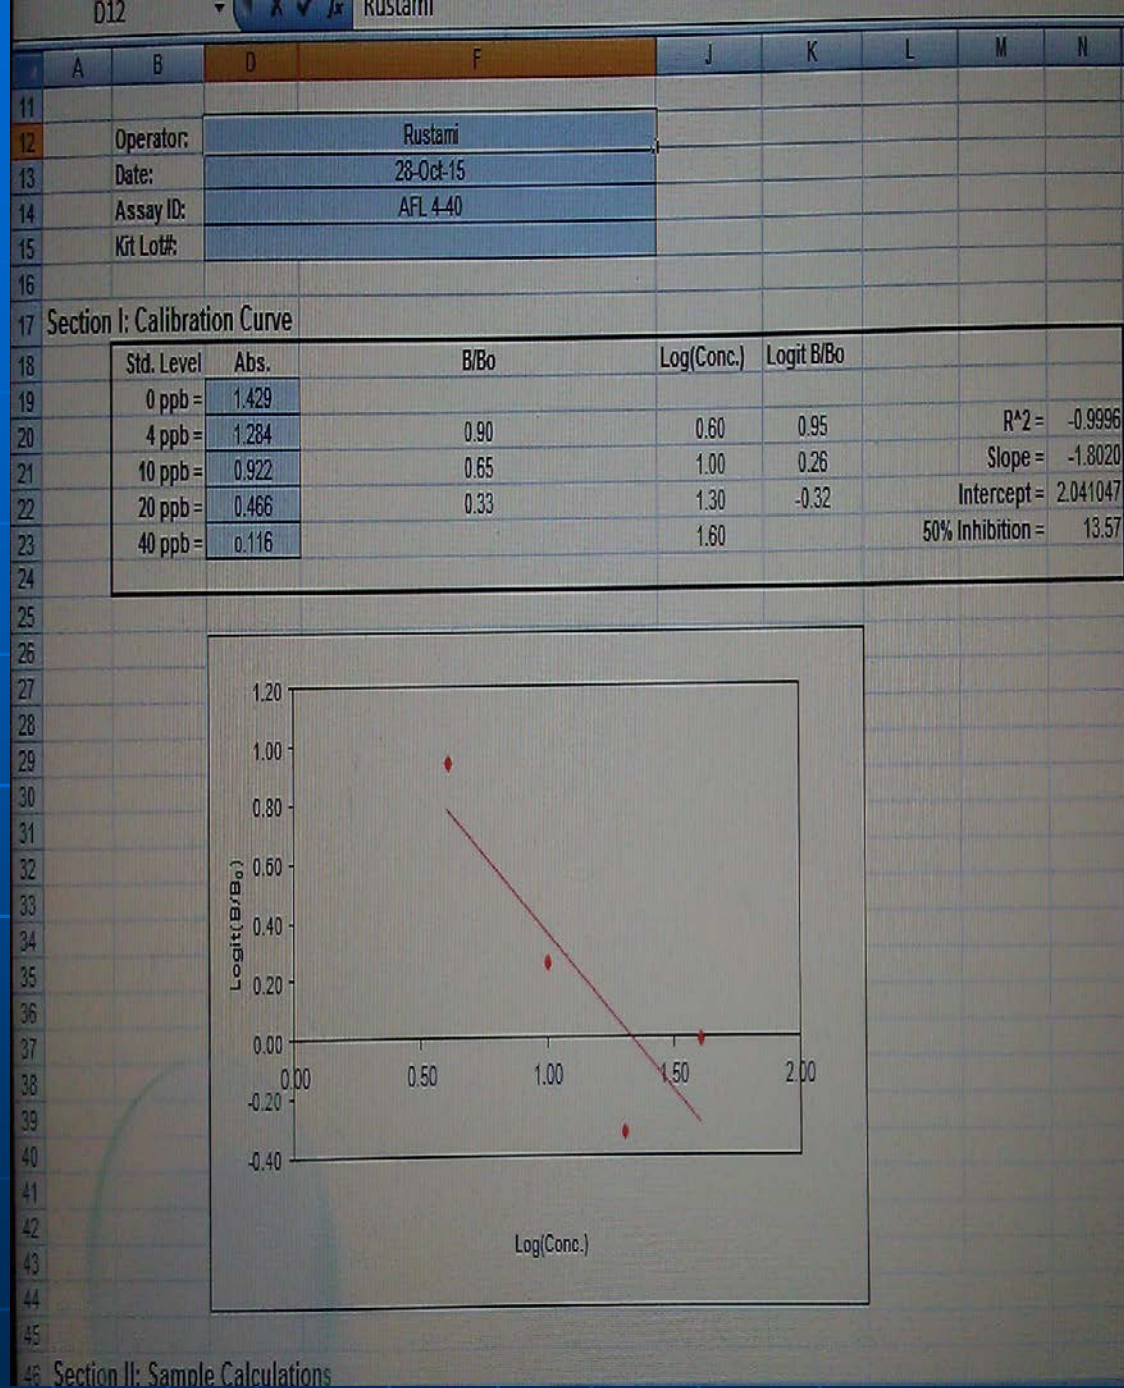 D12 fx Rustami
A B D F J K L M N
11
12 Operator: Rustami
13 Date: 28-Oct-15
14 Assay ID: AFL 4-40
15 Kit Lot#:
16
17 Section I: Calibration Curve
18 Std. Level Abs. B/Bo Log(Conc.) Logit B/Bo
19 0 ppb = 1.429
20 4 ppb = 1.284 0.90 0.60 0.95 R^2 = -0.9996
21 10 ppb = 0.922 0.65 1.00 0.26 Slope = -1.8020
22 20 ppb = 0.466 0.33 1.30 -0.32 Intercept = 2.041047
23 40 ppb = 0.116 1.60 50% Inhibition = 13.57
24
25
26
27
28
29
30
31
32
33
34
35
36
37
38
39
40
41
42
43
44
45
1.20
1.00
0.80
0.60
0.40
0.20
0.00
-0.20
-0.40
Logit(B/B0)
0.00 0.50 1.00 1.50 2.00
Log(Conc.)
46 Section II: Sample Calculations